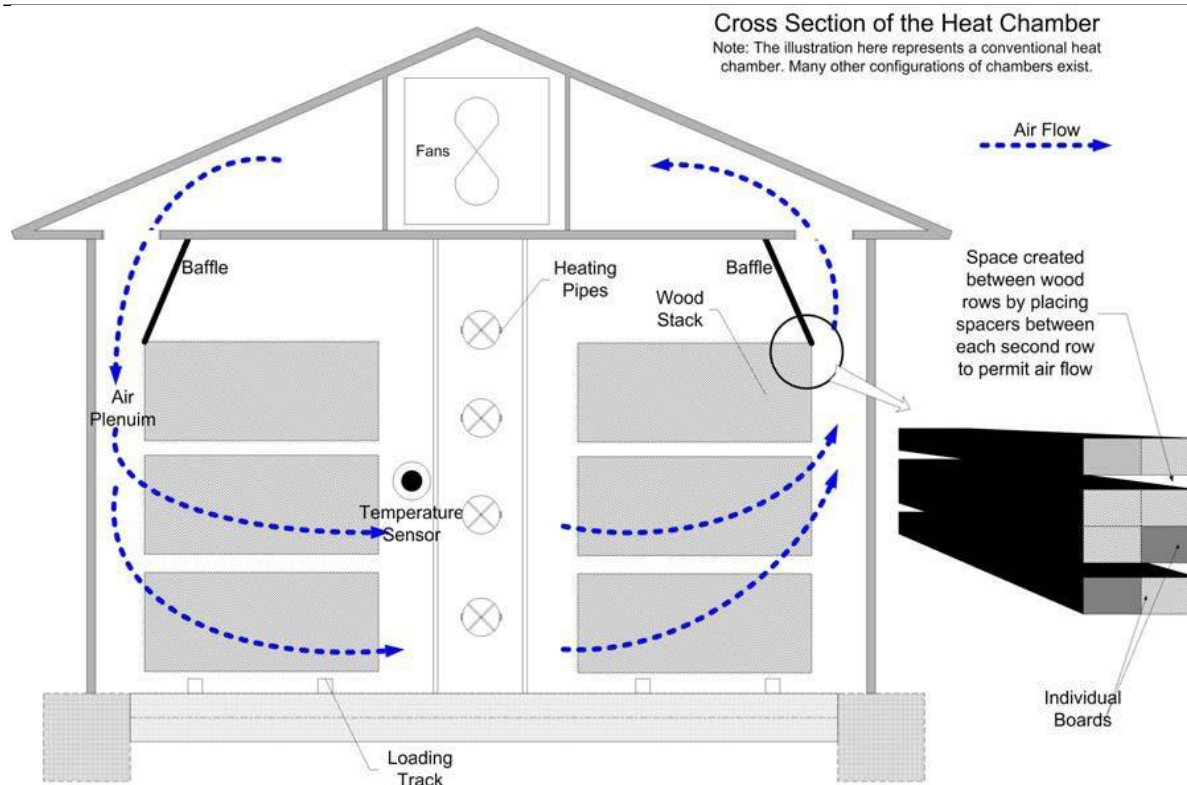 Cross Section of the Heat Chamber
Note: The illustration here represents a conventional heat
chamber. Many other configurations of chambers exist.
Air Flow
Fans
Baffle
Heating
Pipes
Baffle
Wood
Stack
Space created
between wood
rows by placing
spacers between
each second row
to permit air flow
Air
Plenuim
Temperature
Sensor
Individual
Boards
Loading
Track